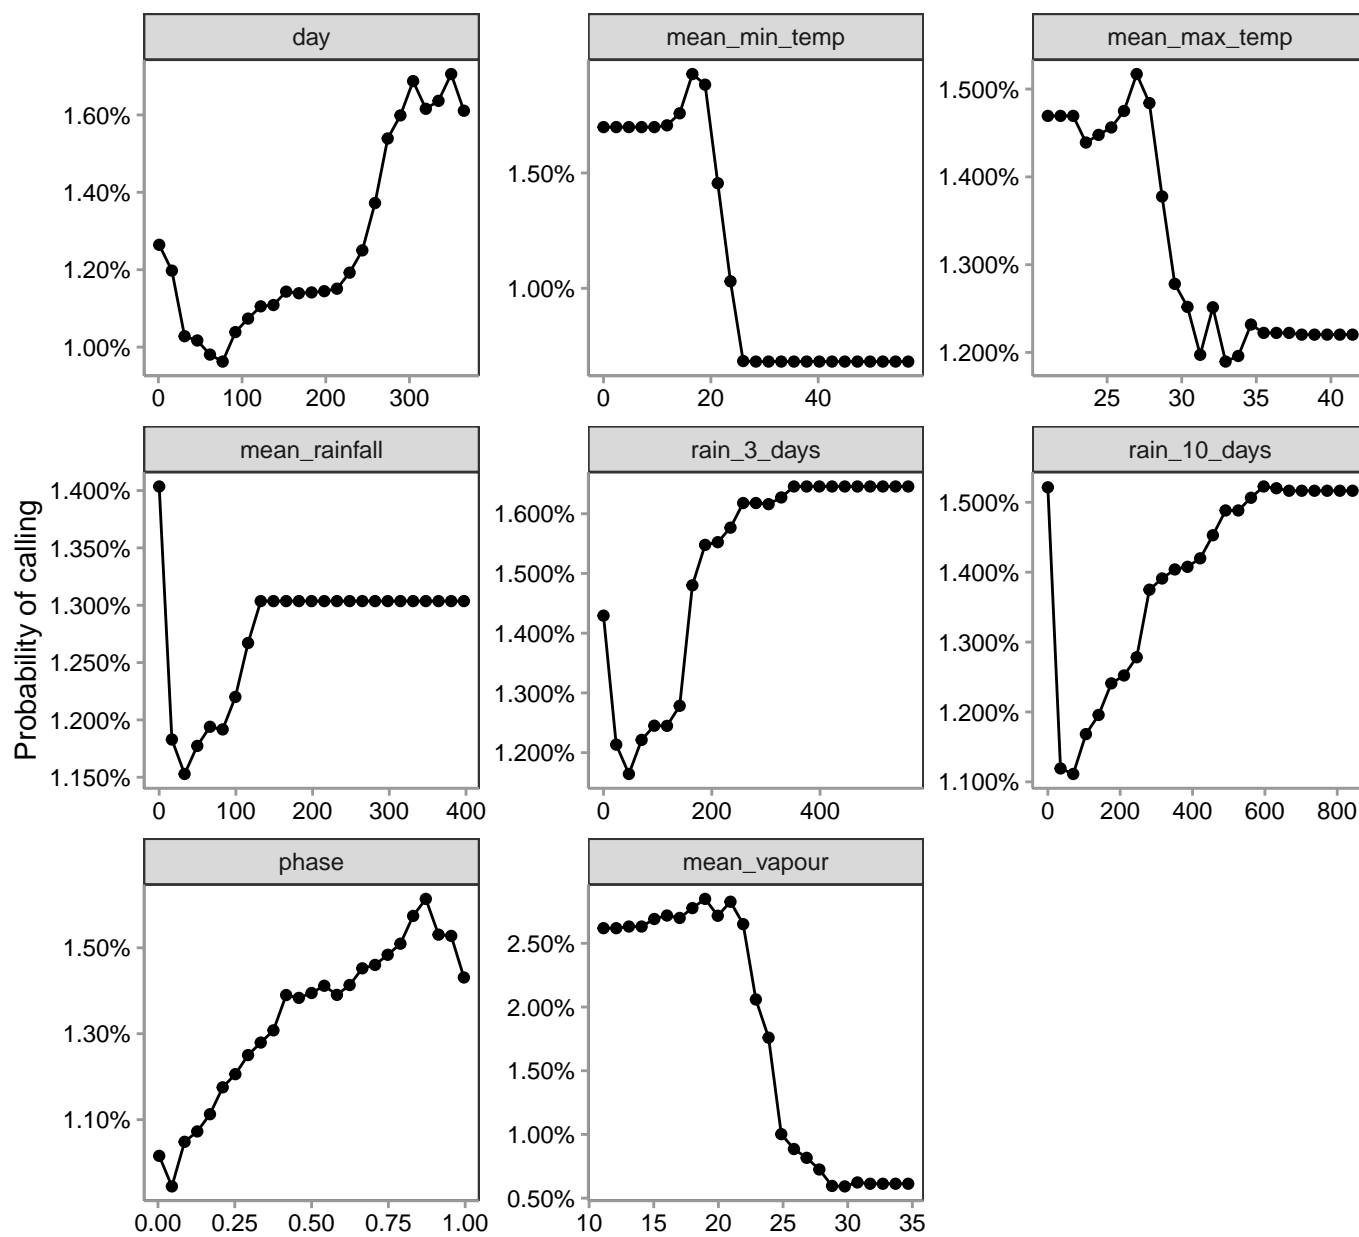 day
mean_min_temp
mean_max_temp
1.60%
1.40%
1.20%
1.00%
0 100 200 300
1.50%
1.00%
0 20 40
1.500%
1.400%
1.300%
1.200%
25 30 35 40
Probability of calling
mean_rainfall
rain_3_days
rain_10_days
1.400%
1.350%
1.300%
1.250%
1.200%
1.150%
0 100 200 300 400
1.600%
1.500%
1.400%
1.300%
1.200%
0 200 400
1.500%
1.400%
1.300%
1.200%
1.100%
0 200 400 600 800
phase
mean_vapour
1.50%
1.30%
1.10%
0.00 0.25 0.50 0.75 1.00
2.50%
2.00%
1.50%
1.00%
0.50%
10 15 20 25 30 35